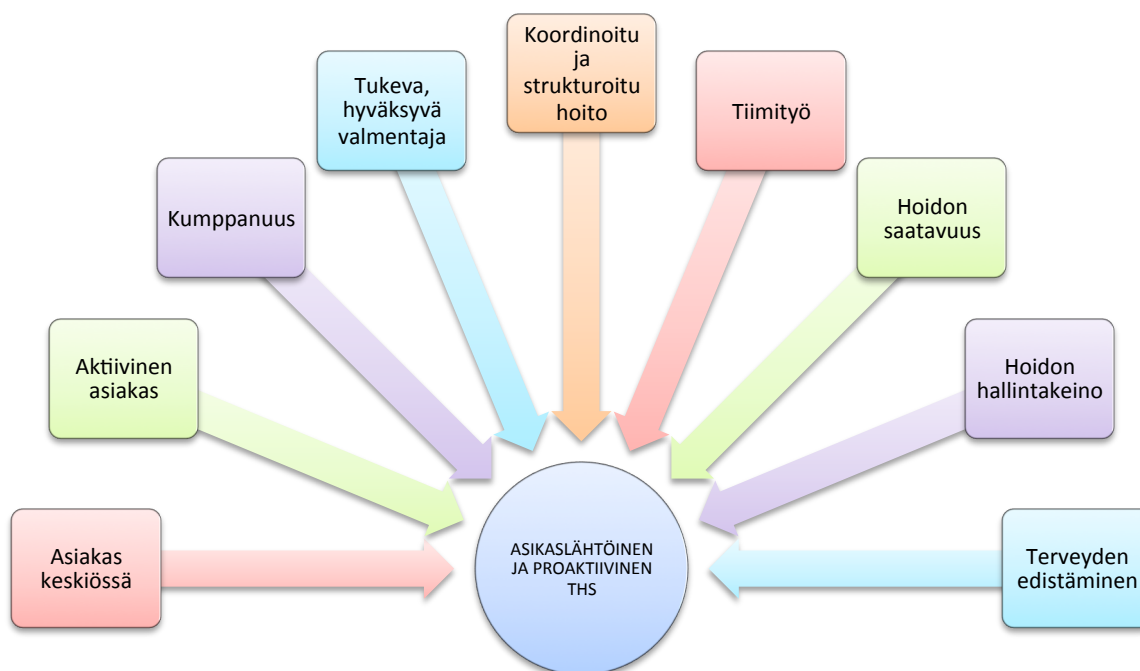 Koordinoitu
ja
strukturoitu
hoito
Tukeva,
hyväksyvä
valmentaja
Tiimityö
Kumppanuus
Hoidon
saatavuus
Aktiivinen
asiakas
Hoidon
hallintakeino
Asiakas
keskiössä
ASIKASLÄHTÖINEN
JA PROAKTIIVINEN
THS
Terveyden
edistäminen